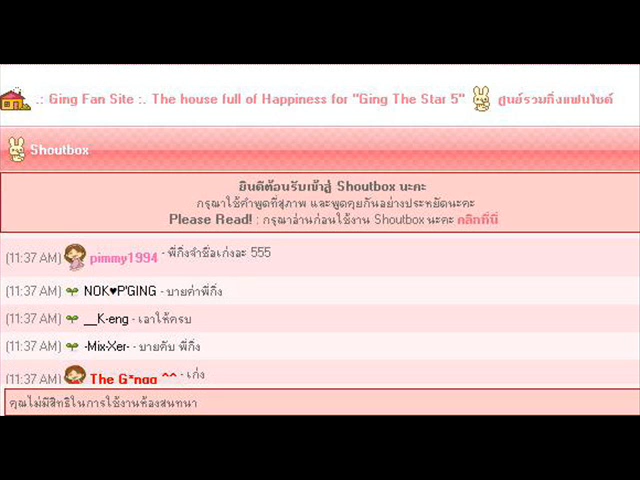 .: Ging Fan Site :. The house full of Happiness for "Ging The Star 5" ศูนย์รวมกิ่งแฟนไซต์
Shoutbox
ยินดีต้อนรับเข้าสู่ Shoutbox นะคะ
กรุณาใช้คำพูดที่สุภาพ และพูดคุยกันอย่างประหยัดนะคะ
Please Read! : กรุณาอ่านก่อนใช้งาน Shoutbox นะคะ คลิกที่นี่
(11:37 AM) pimmy1994 - พี่กิ่งจำชื่อเก่งอะ 555
(11:37 AM) NOK♥P'GING - บายค่าพี่กิ่ง
(11:37 AM) __K-eng - เอาให้ครบ
(11:37 AM) -Mix-Xer- - บายคับ พี่กิ่ง
(11:37 AM) The G*ngg ^^ - เก่ง
คุณไม่มีสิทธิในการใช้งานห้องสนทนา